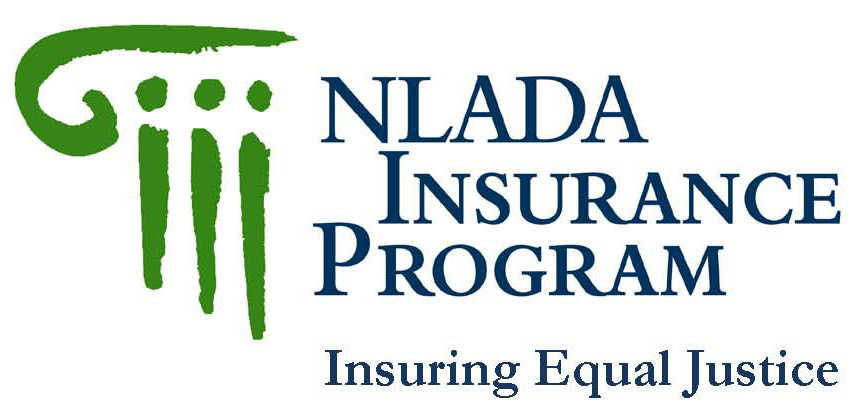 NLADA
INSURANCE
PROGRAM
Insuring Equal Justice